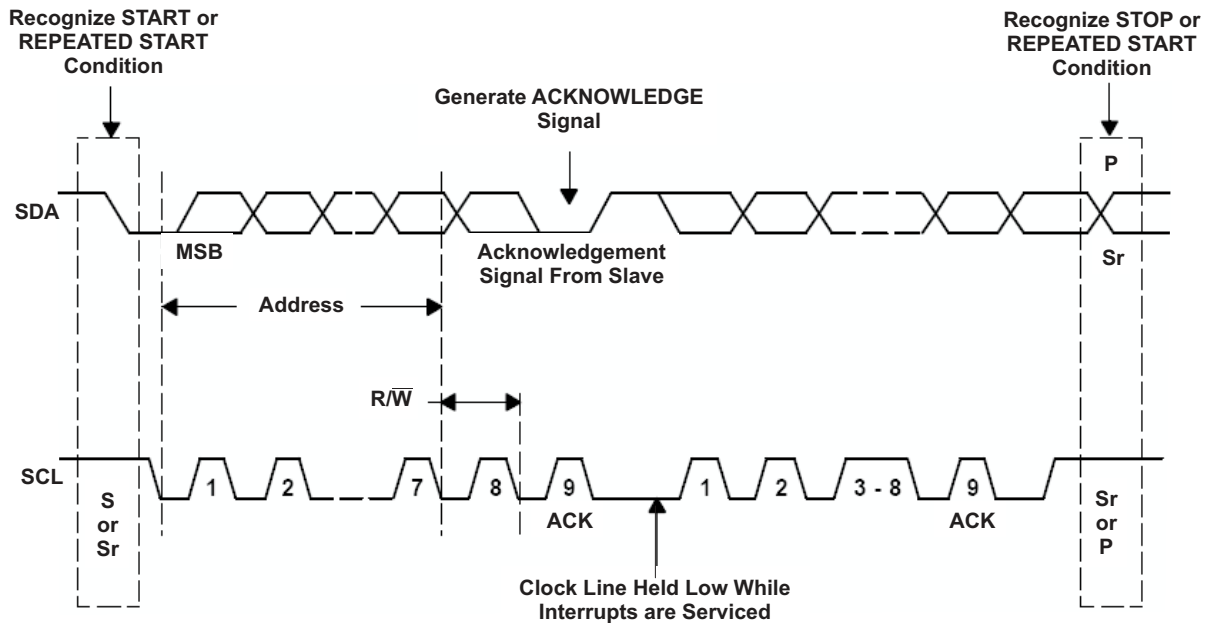 Recognize START or
REPEATED START
Condition
Recognize STOP or
REPEATED START
Condition
Generate ACKNOWLEDGE
Signal
P
SDA
MSB
Acknowledgement
Signal From Slave
Sr
Address
R/W̅
SCL
1
2
7
8
9
1
2
3 - 8
9
ACK
ACK
S
or
Sr
Sr
or
P
Clock Line Held Low While
Interrupts are Serviced